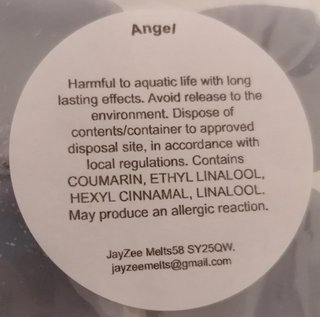 Angel
Harmful to aquatic life with long
lasting effects. Avoid release to the
environment. Dispose of
contents/container to approved
disposal site, in accordance with
local regulations. Contains
COUMARIN, ETHYL LINALOOL,
HEXYL CINNAMAL, LINALOOL.
May produce an allergic reaction.
JayZee Melts58 SY25QW.
jayzeemelts@gmail.com